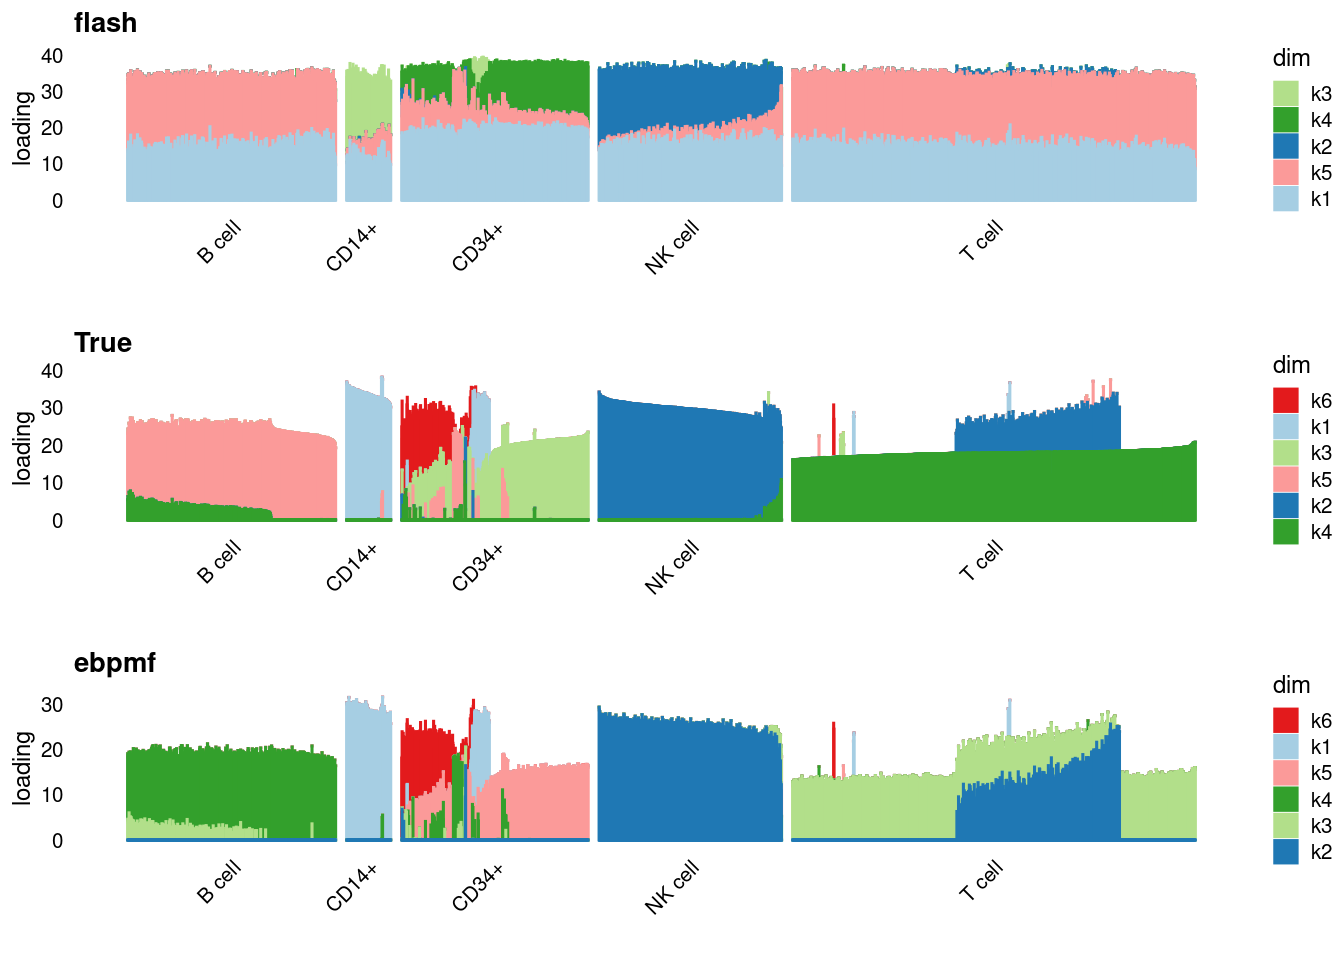 flash
40
30
20
10
0
loading
B cell
CD14+
CD34+
NK cell
T cell
dim
k3
k4
k2
k5
k1
True
40
30
20
10
0
loading
B cell
CD14+
CD34+
NK cell
T cell
dim
k6
k1
k3
k5
k2
k4
ebpmf
30
20
10
0
loading
B cell
CD14+
CD34+
NK cell
T cell
dim
k6
k1
k5
k4
k3
k2